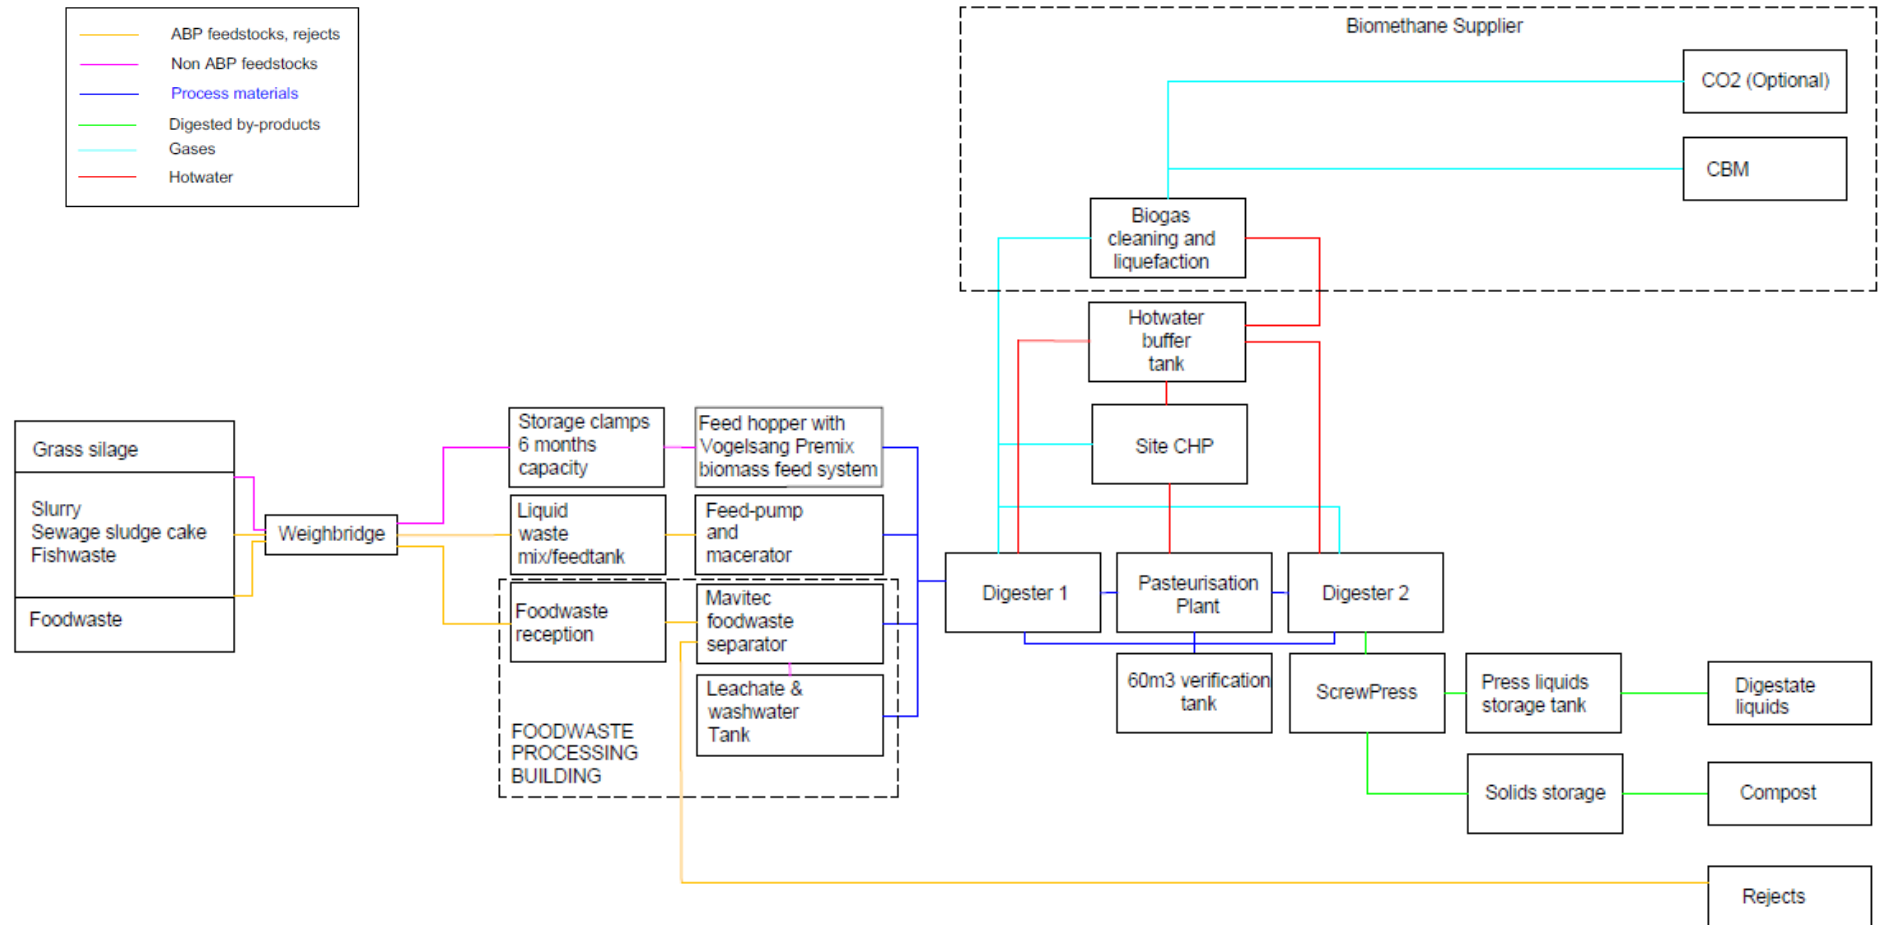 ABP feedstocks, rejects
Non ABP feedstocks
Process materials
Digested by-products
Gases
Hotwater
Biomethane Supplier
CO2 (Optional)
CBM
Biogas
cleaning and
liquefaction
Hotwater
buffer
tank
Site CHP
Grass silage
Slurry
Sewage sludge cake
Fishwaste
Foodwaste
Weighbridge
Storage clamps
6 months
capacity
Feed hopper with
Vogelsang Premix
biomass feed system
Liquid
waste
mix/feedtank
Feed-pump
and
macerator
Foodwaste
reception
Mavitec
foodwaste
separator
Leachate &
washwater
Tank
FOODWASTE
PROCESSING
BUILDING
Digester 1
Pasteurisation
Plant
Digester 2
60m3 verification
tank
ScrewPress
Press liquids
storage tank
Digestate
liquids
Solids storage
Compost
Rejects